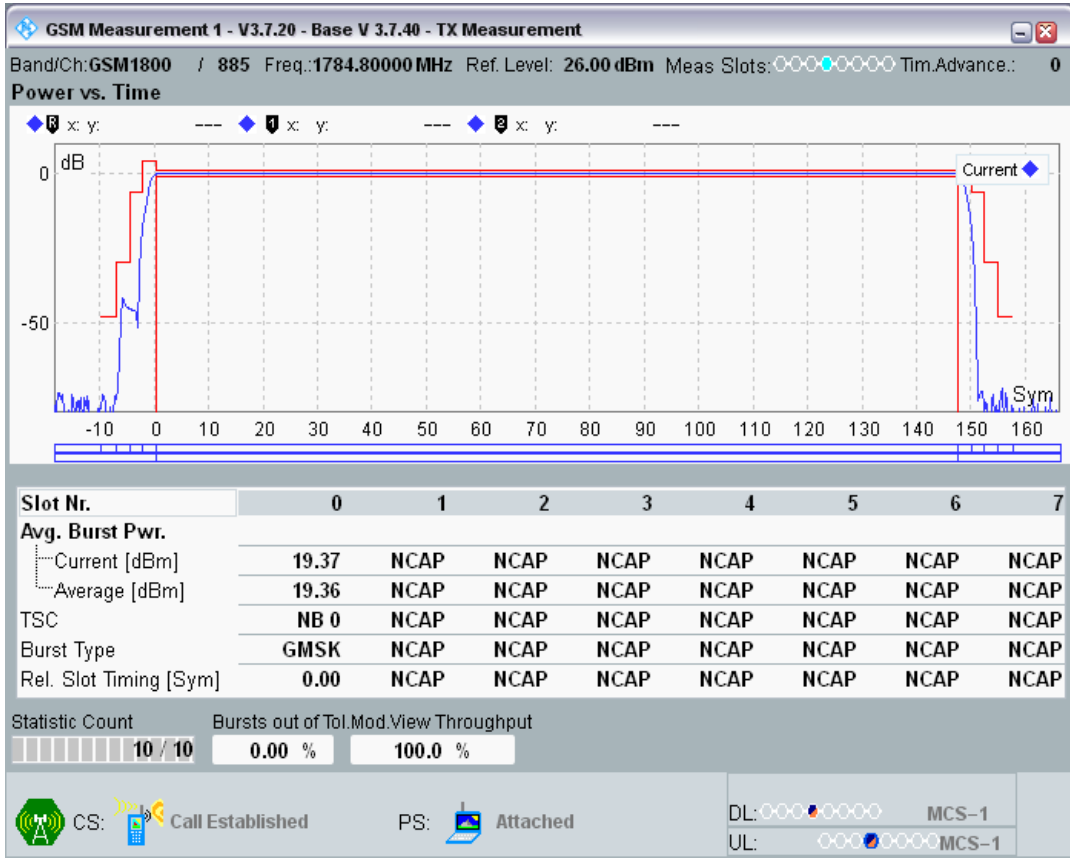 GSM Measurement 1 - V3.7.20 - Base V 3.7.40 - TX Measurement
Band/Ch:GSM1800 / 885 Freq.:1784.80000 MHz Ref. Level: 26.00 dBm Meas Slots: Tim.Advance.: 0
Power vs. Time
R x: y: --- 1 x: y: --- 2 x: y: ---
dB
0
Current
-50
Sym
-10 0 10 20 30 40 50 60 70 80 90 100 110 120 130 140 150 160
Slot Nr. 0 1 2 3 4 5 6 7
Avg. Burst Pwr.
Current [dBm] 19.37 NCAP NCAP NCAP NCAP NCAP NCAP NCAP
Average [dBm] 19.36 NCAP NCAP NCAP NCAP NCAP NCAP NCAP
TSC NB 0 NCAP NCAP NCAP NCAP NCAP NCAP NCAP
Burst Type GMSK NCAP NCAP NCAP NCAP NCAP NCAP NCAP
Rel. Slot Timing [Sym] 0.00 NCAP NCAP NCAP NCAP NCAP NCAP NCAP
Statistic Count Bursts out of Tol.Mod.View Throughput
10 / 10 0.00 % 100.0 %
CS: Call Established PS: Attached
DL: MCS-1
UL: MCS-1